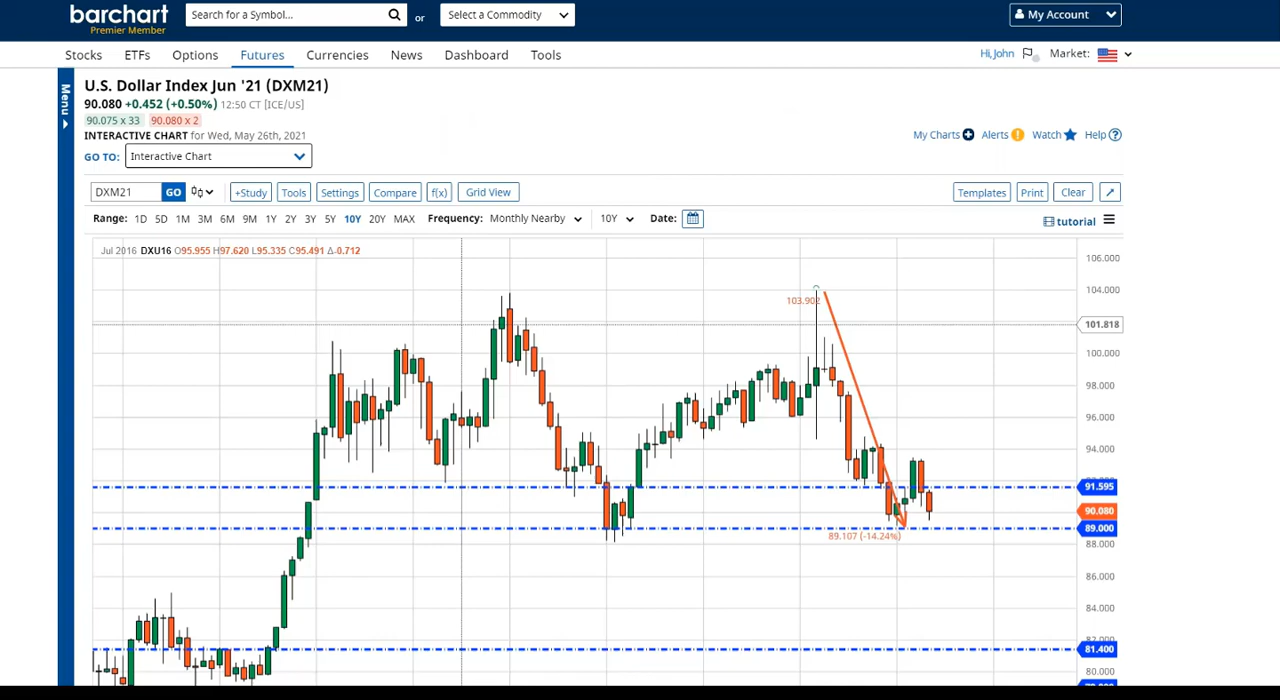 barchart
Premier Member
Search for a Symbol...
or
Select a Commodity
My Account
Stocks ETFs Options Futures Currencies News Dashboard Tools
Hi, John Market:
Menu
U.S. Dollar Index Jun '21 (DXM21)
90.080 +0.452 (+0.50%) 12:50 CT [ICE/US]
90.075 x 33 90.080 x 2
INTERACTIVE CHART for Wed, May 26th, 2021
My Charts Alerts Watch Help
GO TO: Interactive Chart
DXM21 GO +Study Tools Settings Compare f(x) Grid View Templates Print Clear
Range: 1D 5D 1M 3M 6M 9M 1Y 2Y 3Y 5Y 10Y 20Y MAX Frequency: Monthly Nearby 10Y Date:
tutorial
Jul 2016 DXU16 O95.955 H97.620 L95.335 C95.491 Δ-0.712
106.000
104.000
103.902
101.818
100.000
98.000
96.000
94.000
91.595
90.080
89.000
89.107 (-14.24%)
88.000
86.000
84.000
82.000
81.400
80.000